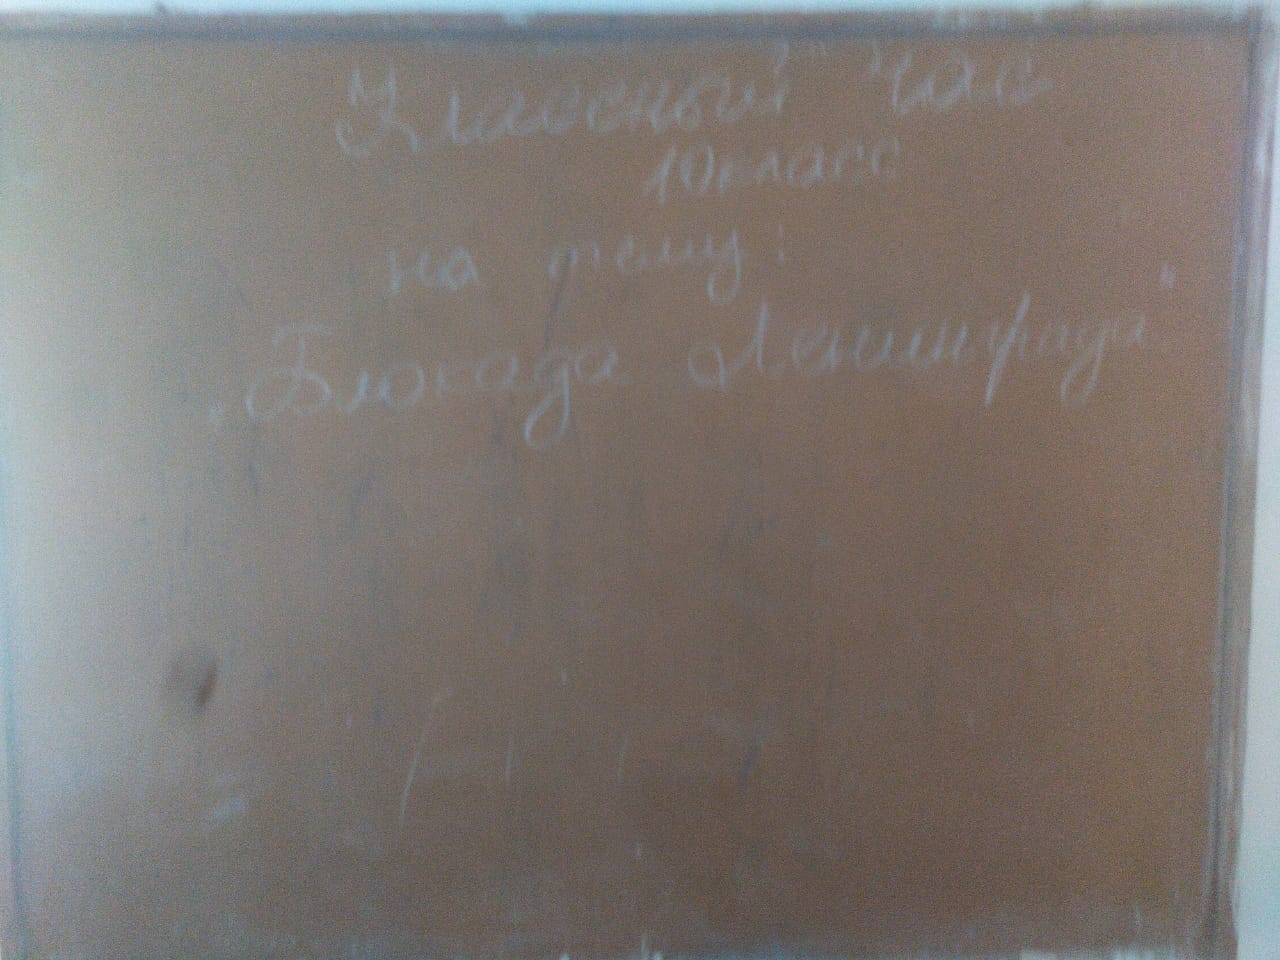 Классный час
10 класс
на тему:
"Блокада Ленинграда"